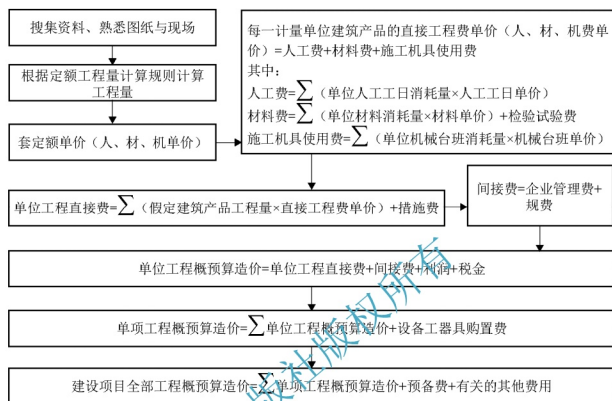 搜集资料、熟悉图纸与现场
根据定额工程量计算规则计算
工程量
套定额单价（人、材、机单价）
每一计量单位建筑产品的直接工程费单价（人、材、机费单
价）=人工费+材料费+施工机具使用费
其中：
人工费=∑（单位人工工日消耗量×人工工日单价）
材料费=∑（单位材料消耗量×材料单价）+检验试验费
施工机具使用费=∑（单位机械台班消耗量×机械台班单价）
单位工程直接费=∑（假定建筑产品工程量×直接工程费单价）+措施费
间接费=企业管理费+
规费
单位工程概预算造价=单位工程直接费+间接费+利润+税金
单项工程概预算造价=∑单位工程概预算造价+设备工器具购置费
建设项目全部工程概预算造价=∑单项工程概预算造价+预备费+有关的其他费用
版社版权所有